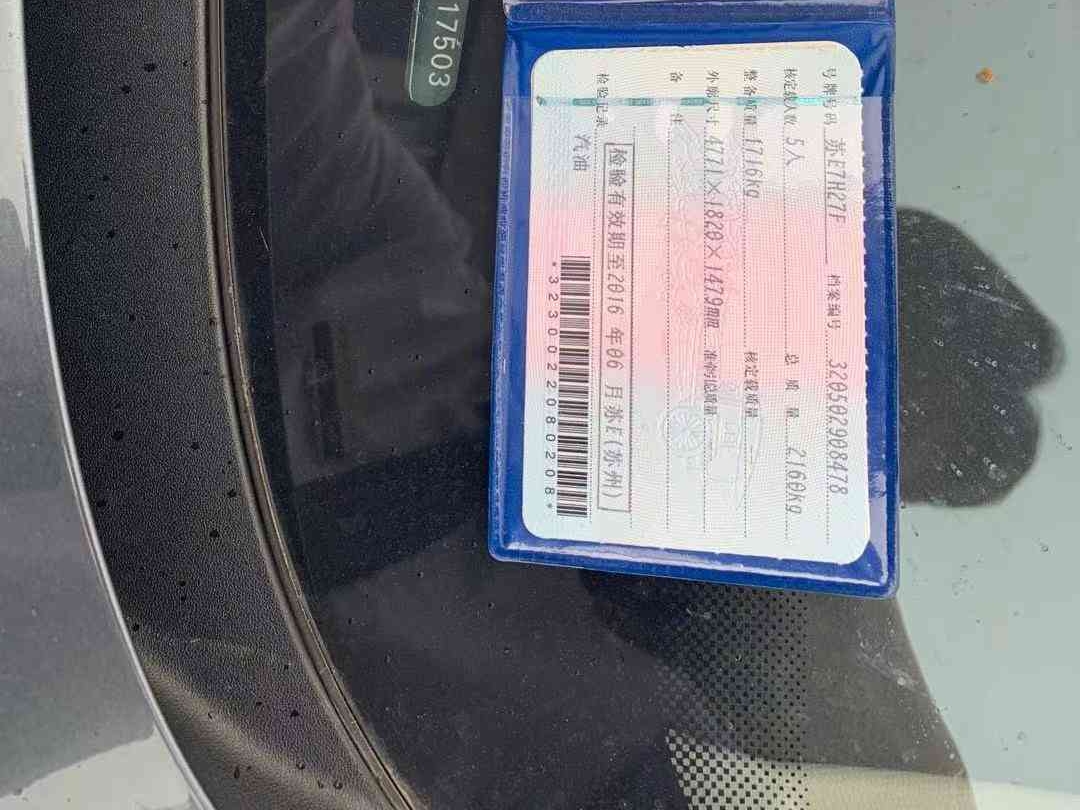 号牌号码 苏E7H27F 档案编号 320502908478
核定载人数 5人 总质量 2160kg
整备质量 1716kg 核定载质量 --
外廓尺寸 4771×1820×1479mm 准牵引总质量 --
备注
检验有效期至2016年06月苏E(苏州)
检验记录
汽油
*3230022080208*
17503